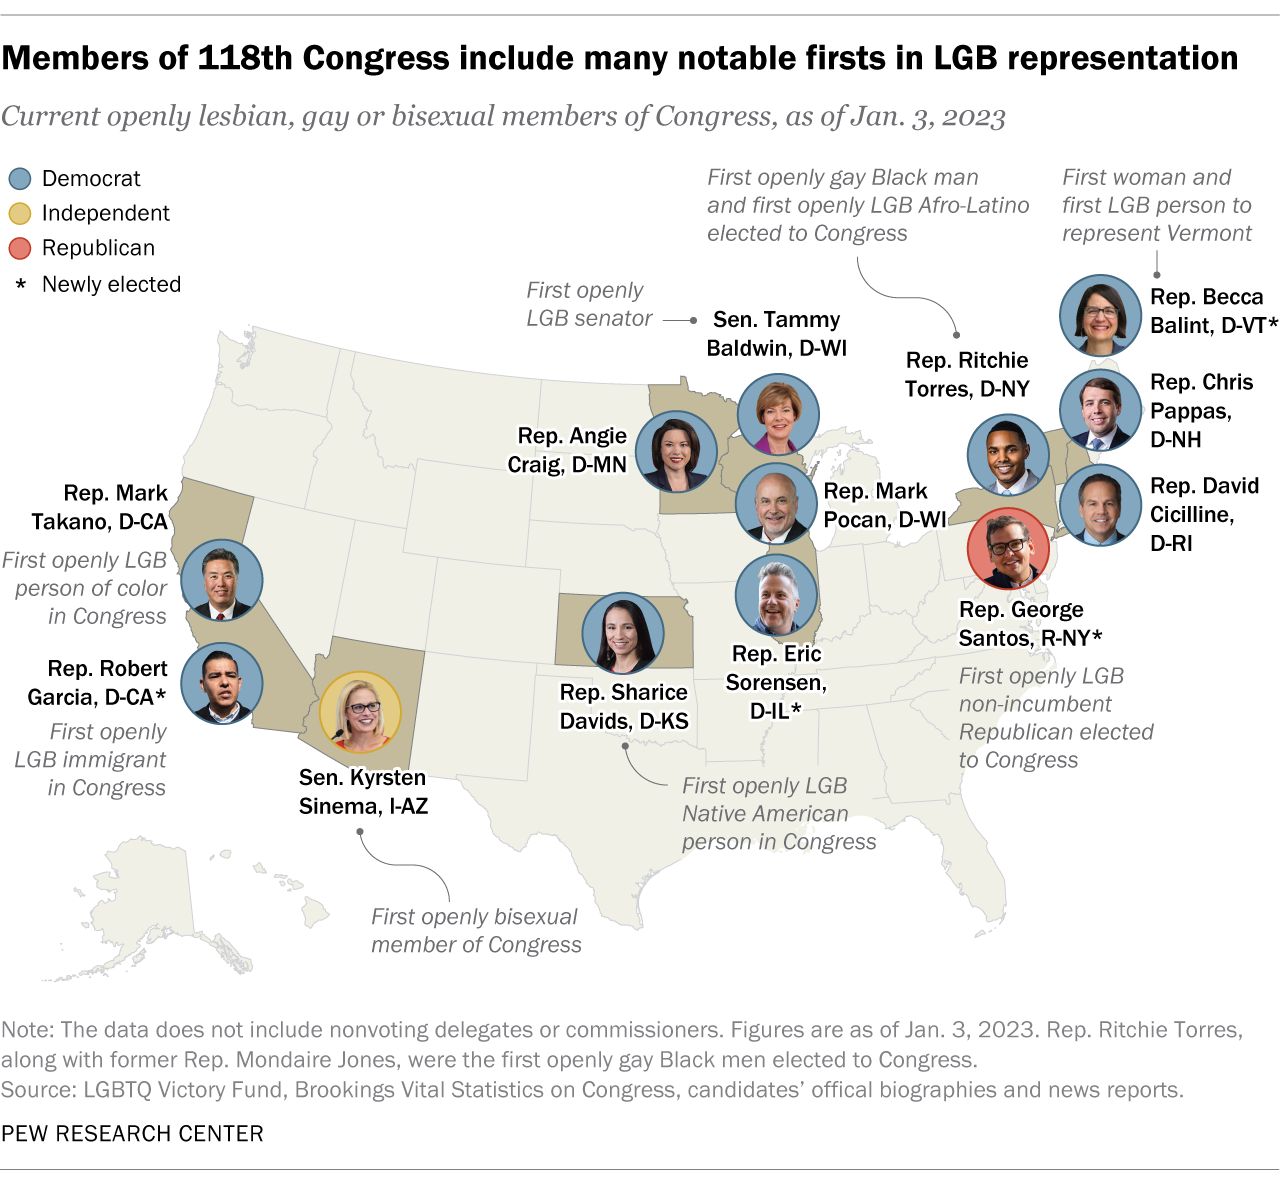 Members of 118th Congress include many notable firsts in LGB representation
Current openly lesbian, gay or bisexual members of Congress, as of Jan. 3, 2023
Democrat
Independent
Republican
* Newly elected
First openly gay Black man
and first openly LGB Afro-Latino
elected to Congress
First woman and
first LGB person to
represent Vermont
First openly
LGB senator
Sen. Tammy
Baldwin, D-WI
Rep. Ritchie
Torres, D-NY
Rep. Becca
Balint, D-VT*
Rep. Chris
Pappas,
D-NH
Rep. Angie
Craig, D-MN
Rep. Mark
Pocan, D-WI
Rep. David
Cicilline,
D-RI
Rep. Mark
Takano, D-CA
First openly LGB
person of color
in Congress
Rep. George
Santos, R-NY*
First openly LGB
non-incumbent
Republican elected
to Congress
Rep. Robert
Garcia, D-CA*
First openly
LGB immigrant
in Congress
Rep. Eric
Sorensen,
D-IL*
Rep. Sharice
Davids, D-KS
First openly LGB
Native American
person in Congress
Sen. Kyrsten
Sinema, I-AZ
First openly bisexual
member of Congress
Note: The data does not include nonvoting delegates or commissioners. Figures are as of Jan. 3, 2023. Rep. Ritchie Torres,
along with former Rep. Mondaire Jones, were the first openly gay Black men elected to Congress.
Source: LGBTQ Victory Fund, Brookings Vital Statistics on Congress, candidates' offical biographies and news reports.
PEW RESEARCH CENTER